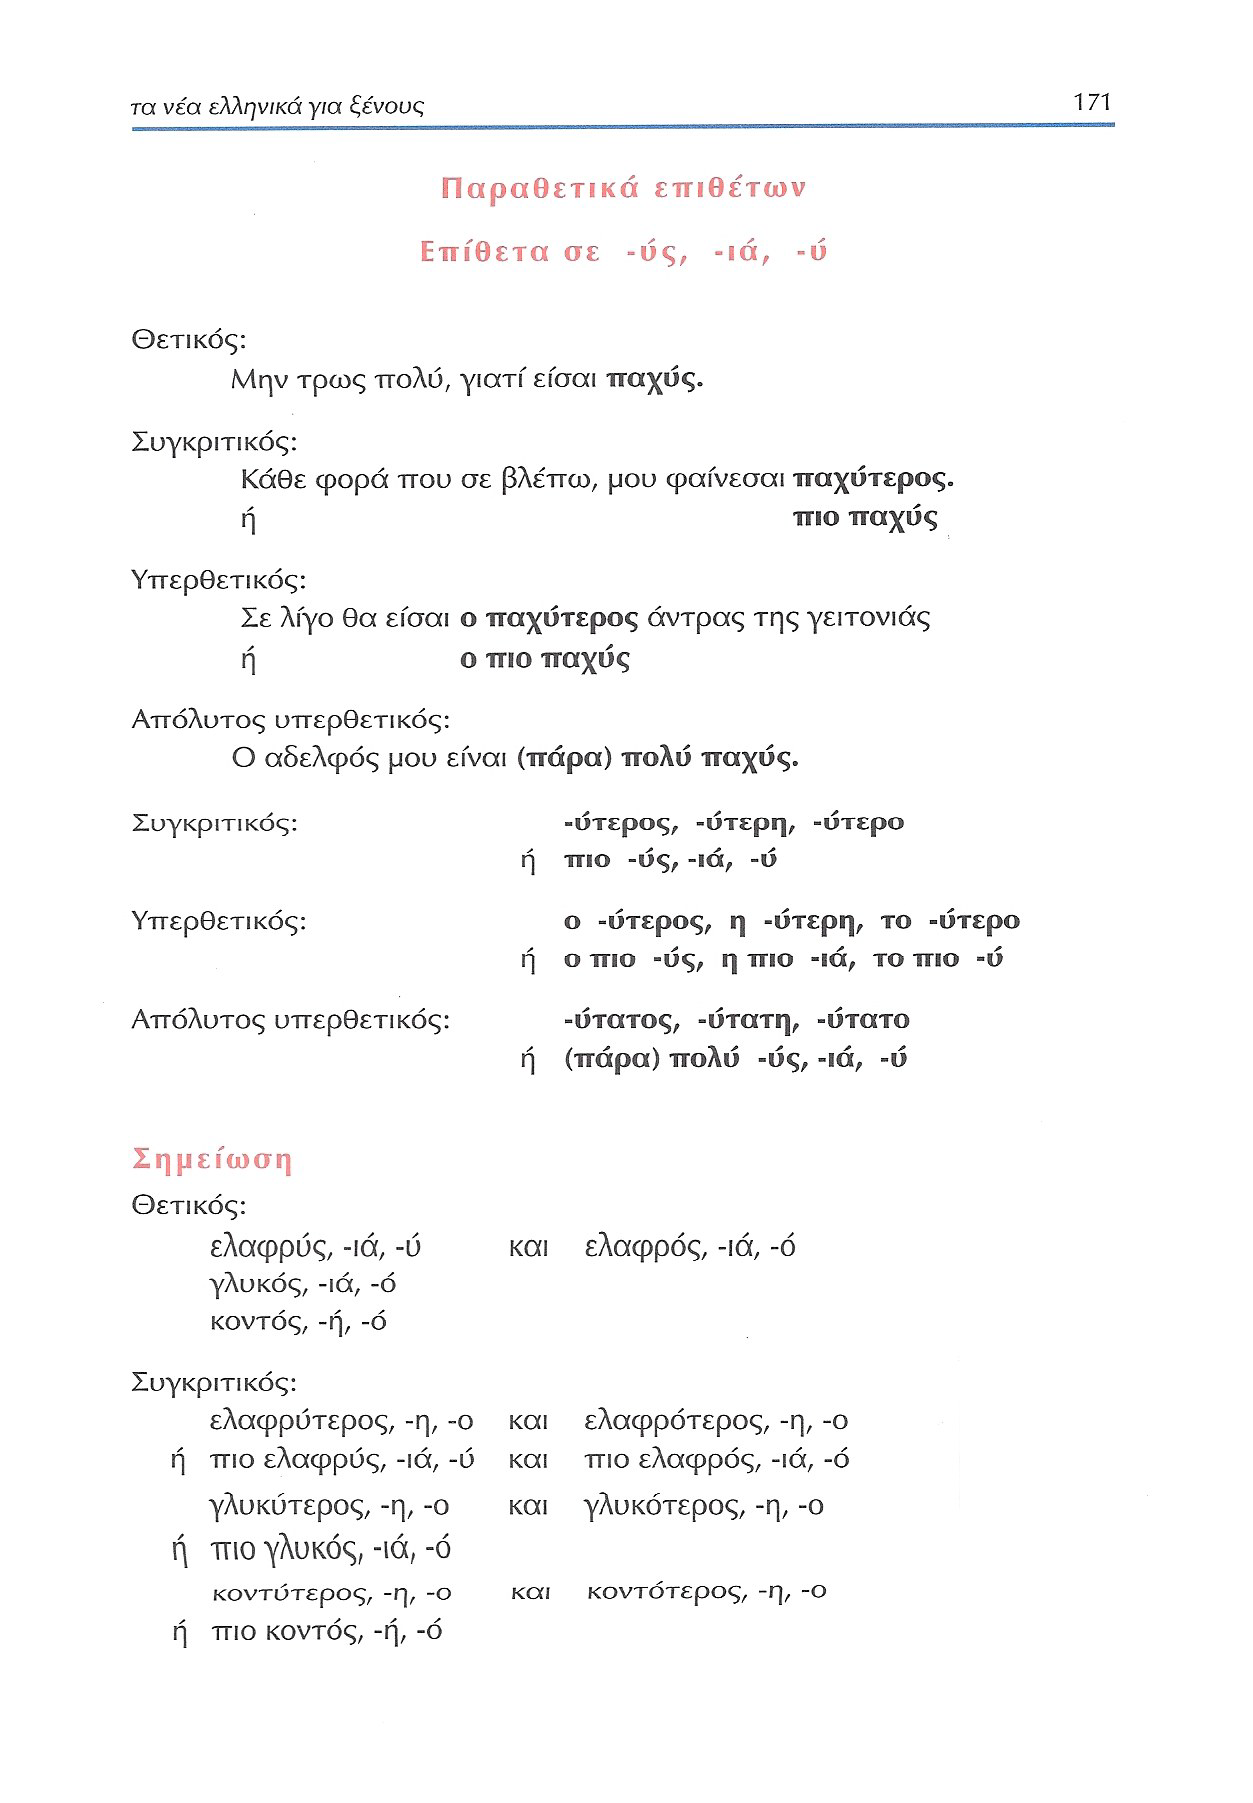 τα νέα ελληνικά για ξένους 171
Παραθετικά επιθέτων
Επίθετα σε -ύς, -ιά, -ύ
Θετικός:
Μην τρως πολύ, γιατί είσαι παχύς.
Συγκριτικός:
Κάθε φορά που σε βλέπω, μου φαίνεσαι παχύτερος.
ή πιο παχύς
Υπερθετικός:
Σε λίγο θα είσαι ο παχύτερος άντρας της γειτονιάς
ή ο πιο παχύς
Απόλυτος υπερθετικός:
Ο αδελφός μου είναι (πάρα) πολύ παχύς.
Συγκριτικός: -ύτερος, -ύτερη, -ύτερο
ή πιο -ύς, -ιά, -ύ
Υπερθετικός: ο -ύτερος, η -ύτερη, το -ύτερο
ή ο πιο -ύς, η πιο -ιά, το πιο -ύ
Απόλυτος υπερθετικός: -ύτατος, -ύτατη, -ύτατο
ή (πάρα) πολύ -ύς, -ιά, -ύ
Σημείωση
Θετικός:
ελαφρύς, -ιά, -ύ και ελαφρός, -ιά, -ό
γλυκός, -ιά, -ό
κοντός, -ή, -ό
Συγκριτικός:
ελαφρύτερος, -η, -ο και ελαφρότερος, -η, -ο
ή πιο ελαφρύς, -ιά, -ύ και πιο ελαφρός, -ιά, -ό
γλυκύτερος, -η, -ο και γλυκότερος, -η, -ο
ή πιο γλυκός, -ιά, -ό
κοντύτερος, -η, -ο και κοντότερος, -η, -ο
ή πιο κοντός, -ή, -ό